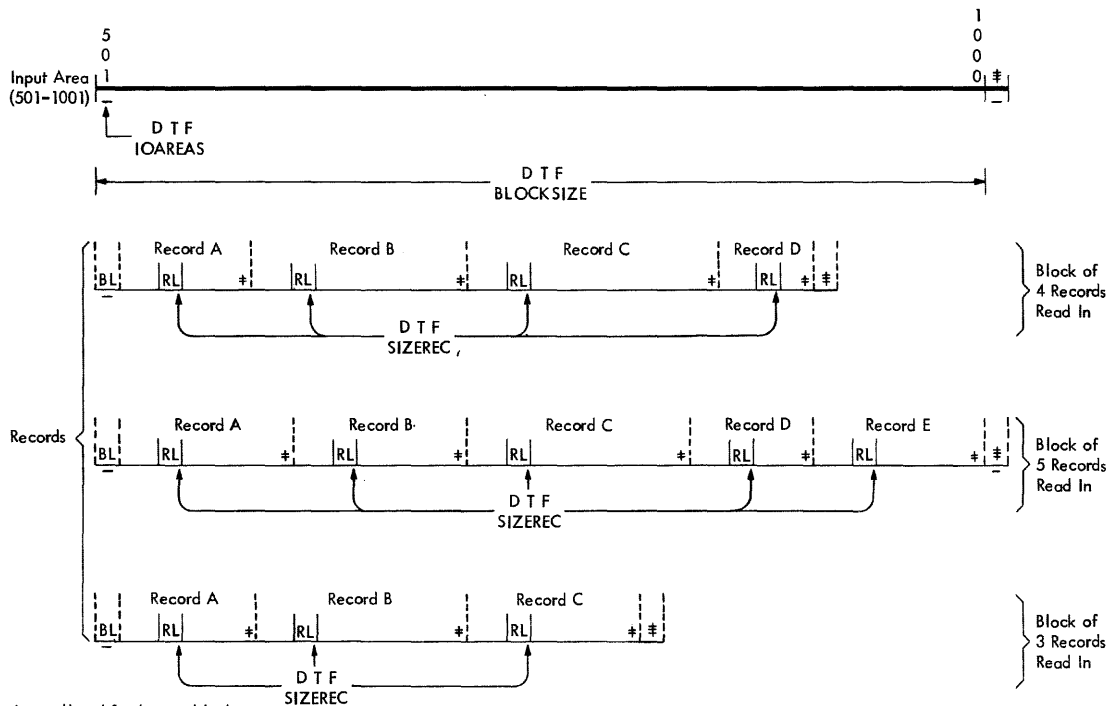 5 0 1
1 0 0 0
Input Area
(501-1001)
ǂ
D T F
IOAREAS
D T F
BLOCKSIZE
Records
Record A Record B Record C Record D
BL RL ǂ RL ǂ RL ǂ RL ǂ ǂ
D T F
SIZEREC
Block of
4 Records
Read In
Record A Record B Record C Record D Record E
BL RL ǂ RL ǂ RL ǂ RL ǂ RL ǂ ǂ
D T F
SIZEREC
Block of
5 Records
Read In
Record A Record B Record C
BL RL ǂ RL ǂ RL ǂ ǂ
D T F
SIZEREC
Block of
3 Records
Read In